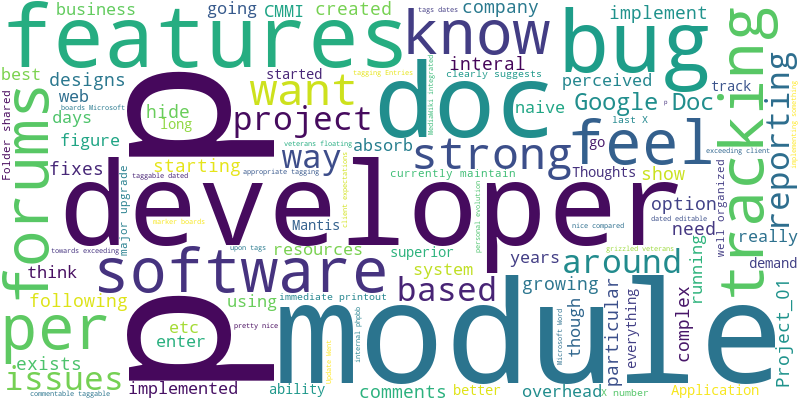 business
going
CMMI
created
company
implement
tags dates
features
know
bug
best
designs
started
interal
clearly suggests
boards Microsoft
tagging Entries
perceived
web
want
doc
MediaWiki integrated
naive
Google Doc
track
tracking
reporting
Folder shared
forums
p
hide
long
project
days
last X
p
figure
veterans floating
absorb
strong
feel
go
show
way
fixes
starting
currently maintain
Thoughts
option
well organized
exceeding client
taggable dated
appropriate tagging
client expectations
developer
personal evolution
major upgrade
marker boards
Mantis
nice compared
dated editable
need
really
towards exceeding
upon tags
grizzled veterans
think
software
resources
superior
years
around
running
demand
following
using
system
based
growing
though
particular
everything
complex
Project_01
exists
per
etc
enter
p
immediate printout
module
internal phpbb
Microsoft Word
pretty nice
issues
implemented
ability
comments
better
overhead
X number
Application
commentable taggable